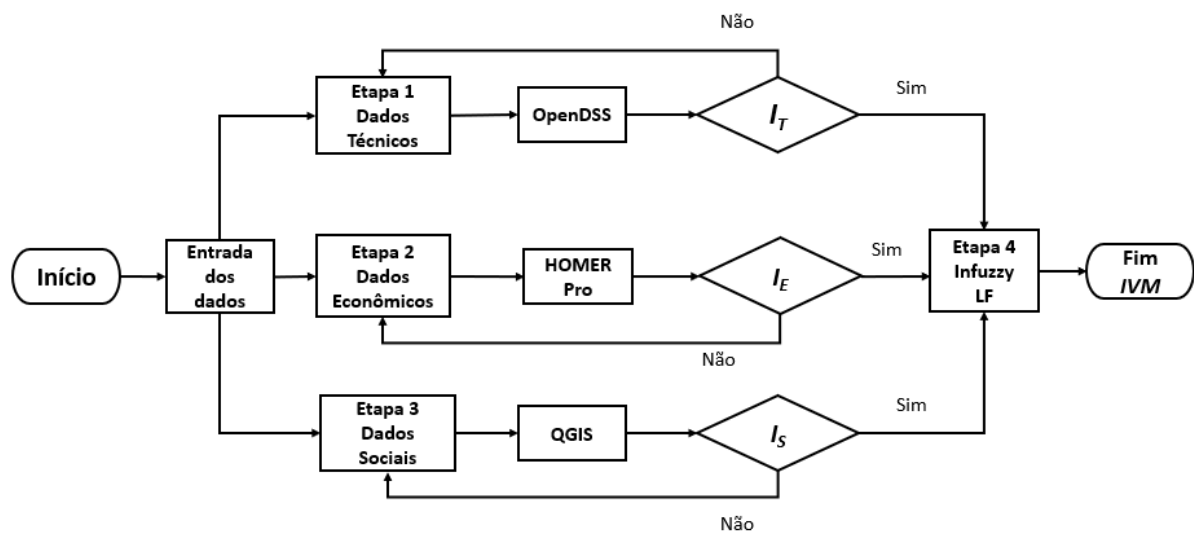 Não
Etapa 1
Dados
Técnicos
OpenDSS
I_T
Sim
Início
Entrada
dos
dados
Etapa 2
Dados
Econômicos
HOMER
Pro
I_E
Sim
Não
Etapa 4
Infuzzy
LF
Fim
IVM
Etapa 3
Dados
Sociais
QGIS
I_S
Sim
Não